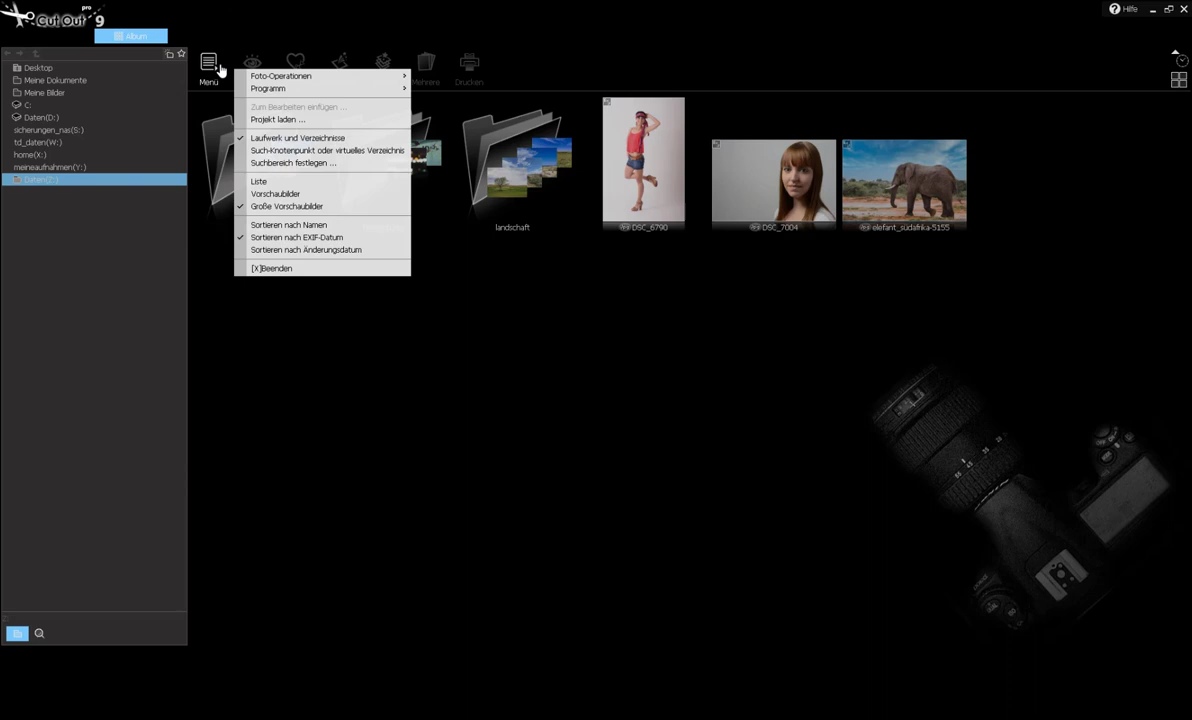 Cut Out pro 9
Hilfe
Album
Desktop
Meine Dokumente
Meine Bilder
C:
Daten(D:)
sicherungen_nas(S:)
td_daten(W:)
home(X:)
meineaufnahmen(Y:)
Daten(Z:)
Menü
Mehrere
Drucken
Foto-Operationen
Programm
Zum Bearbeiten einfügen ...
Projekt laden ...
Laufwerk und Verzeichnisse
Such-Knotenpunkt oder virtuelles Verzeichnis
Suchbereich festlegen ...
Liste
Vorschaubilder
Große Vorschaubilder
Sortieren nach Namen
Sortieren nach EXIF-Datum
Sortieren nach Änderungsdatum
[X]Beenden
landschaft
DSC_6790
DSC_7004
elefant_südafrika-5155
Z: